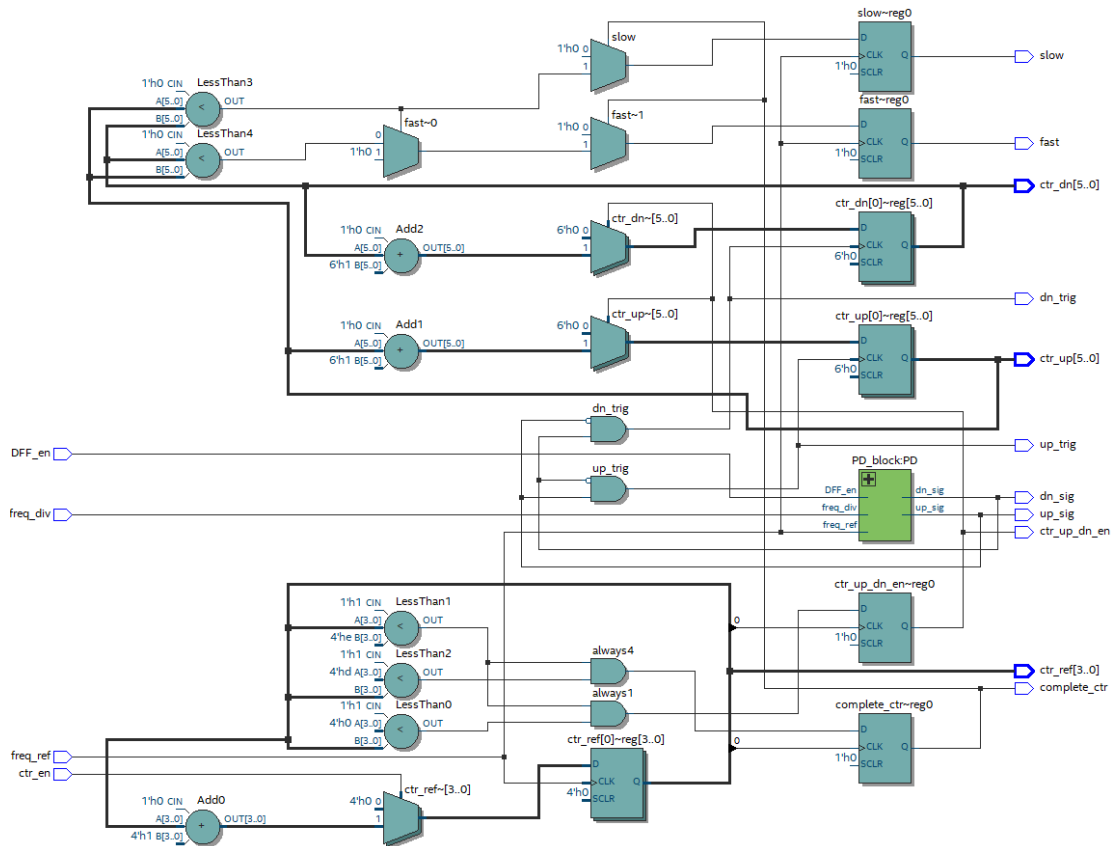 slow~reg0
slow
1'h0 0
1
D
CLK
Q
1'h0
SCLR
slow
1'h0 CIN
LessThan3
A[5..0]
<
OUT
B[5..0]
fast~reg0
1'h0 CIN
LessThan4
A[5..0]
<
OUT
B[5..0]
fast~0
0
1'h0 1
fast~1
1'h0 0
1
D
CLK
Q
1'h0
SCLR
fast
ctr_dn[5..0]
ctr_dn[0]~reg[5..0]
ctr_dn~[5..0]
1'h0 CIN
Add2
A[5..0]
+
OUT[5..0]
6'h1 B[5..0]
6'h0 0
1
D
CLK
Q
6'h0
SCLR
dn_trig
ctr_up[0]~reg[5..0]
ctr_up~[5..0]
1'h0 CIN
Add1
A[5..0]
+
OUT[5..0]
6'h1 B[5..0]
6'h0 0
1
D
CLK
Q
6'h0
SCLR
ctr_up[5..0]
dn_trig
up_trig
DFF_en
up_trig
PD_block:PD
DFF_en
dn_sig
dn_sig
freq_div
freq_div
up_sig
up_sig
freq_ref
ctr_up_dn_en
ctr_up_dn_en~reg0
1'h1 CIN
LessThan1
A[3..0]
<
OUT
4'he B[3..0]
0
D
CLK
Q
1'h0
SCLR
1'h1 CIN
LessThan2
4'hd A[3..0]
<
OUT
B[3..0]
always4
ctr_ref[3..0]
complete_ctr
1'h1 CIN
LessThan0
4'h0 A[3..0]
<
OUT
B[3..0]
always1
complete_ctr~reg0
0
D
CLK
Q
1'h0
SCLR
ctr_ref[0]~reg[3..0]
D
CLK
Q
4'h0
SCLR
freq_ref
ctr_en
ctr_ref~[3..0]
1'h0 CIN
Add0
A[3..0]
+
OUT[3..0]
4'h1 B[3..0]
4'h0 0
1